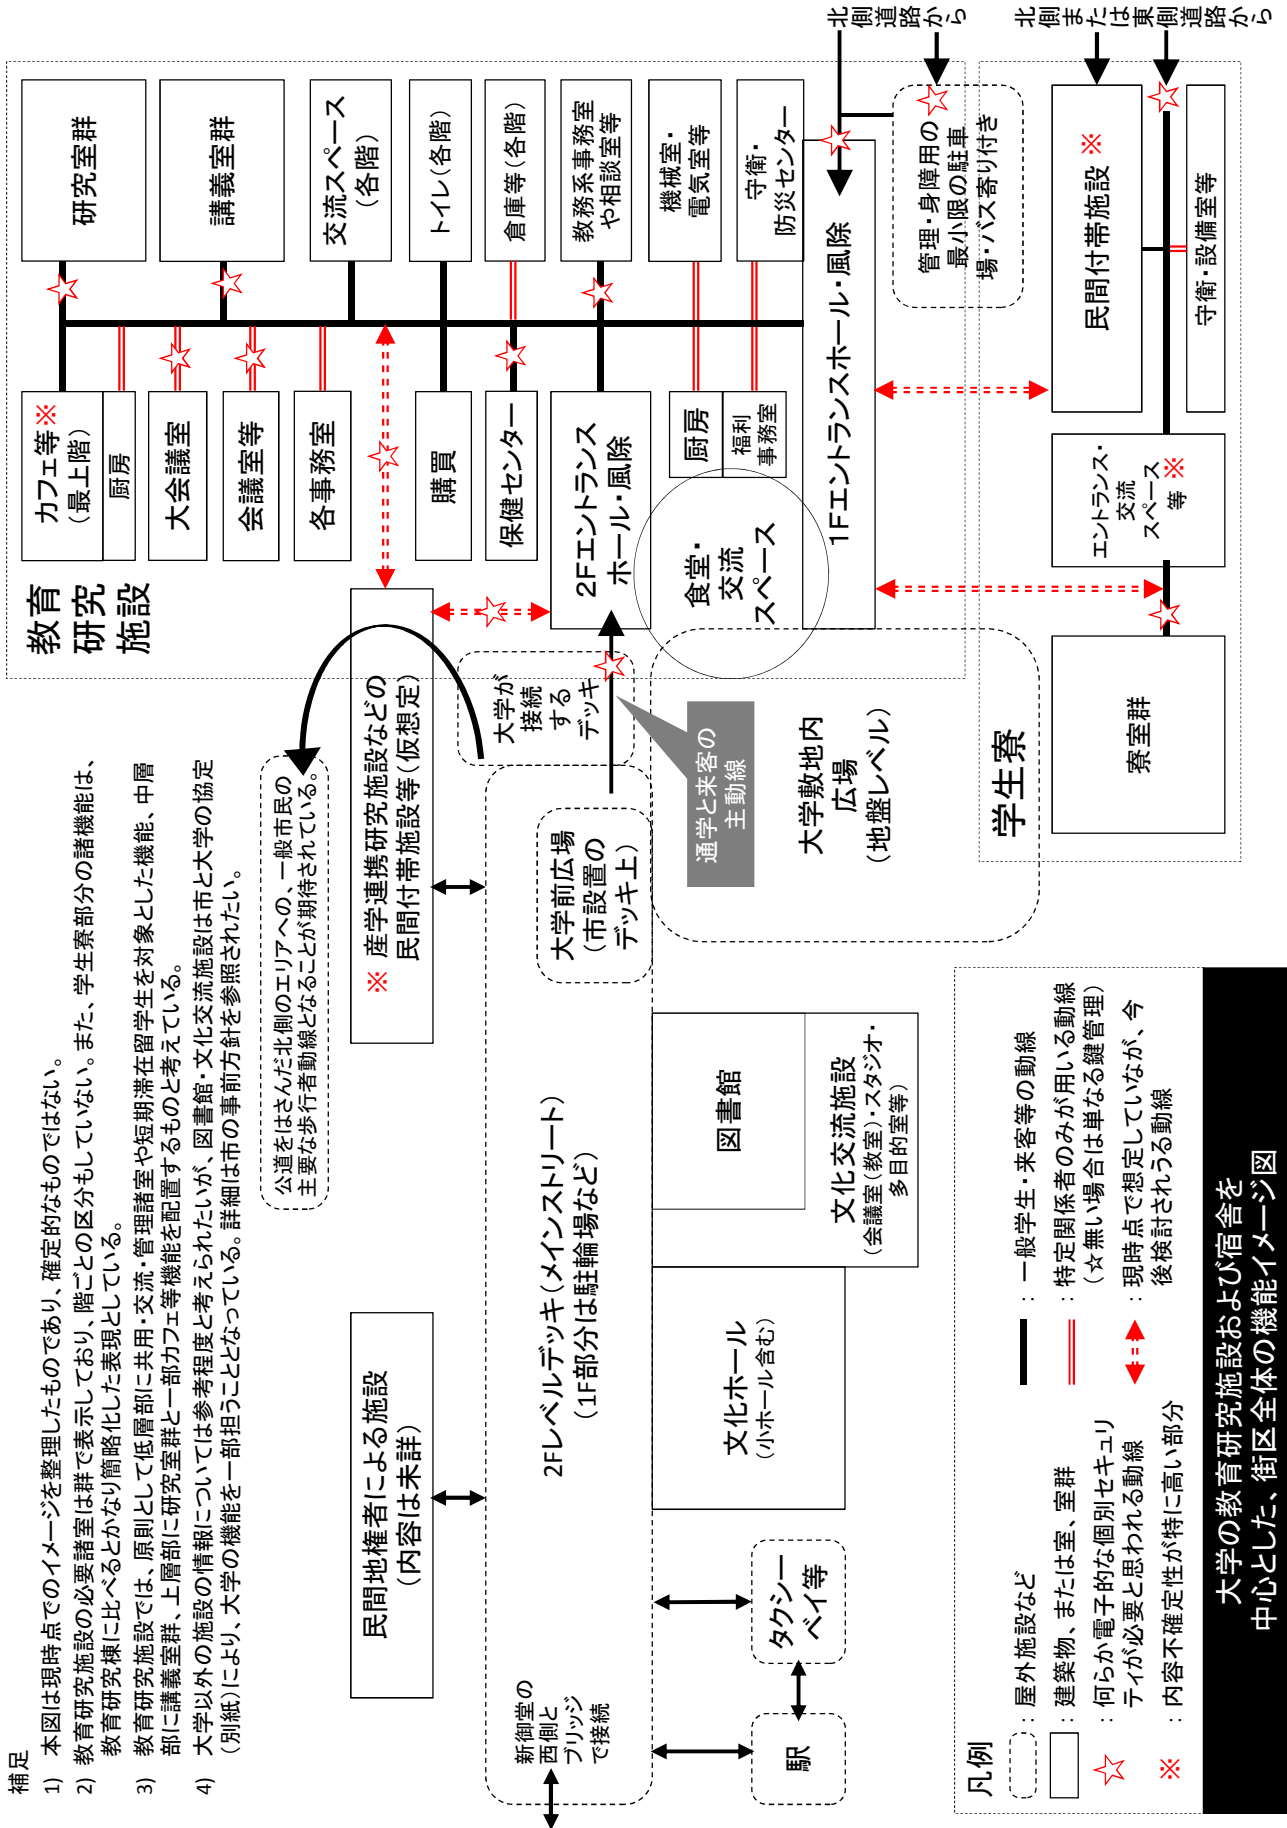 補足
1) 本図は現時点でのイメージを整理したものであり、確定的なものではない。
2) 教育研究施設の必要諸室は群で表示しており、階ごとの区分もしていない。また、学生寮部分の諸機能は、
教育研究棟に比べるとかなり簡略化した表現としている。
3) 教育研究施設では、原則として低層部に共用・交流・管理諸室や短期滞在留学生を対象とした機能、中層
部に講義室群、上層部に研究室群と一部カフェ等機能を配置するものと考えている。
4) 大学以外の施設の情報については参考程度と考えられたいが、図書館・文化交流施設は市と大学の協定
（別紙）により、大学の機能を一部担うこととなっている。詳細は市の事前方針を参照されたい。
公道をはさんだ北側のエリアへの、一般市民の
主要な歩行者動線となることが期待されている。
教育
研究
施設
カフェ等※
（最上階）
厨房
大会議室
会議室等
各事務室
購買
保健センター
2Fエントランス
ホール・風除
厨房
福利
事務室
食堂・
交流
スペース
研究室群
講義室群
交流スペース
（各階）
トイレ（各階）
倉庫等（各階）
教務系事務室
や相談室等
機械室・
電気室等
守衛・
防災センター
1Fエントランスホール・風除
北側道路から
管理・身障用の
最小限の駐車
場・バス寄り付き
北側または東側道路から
民間地権者による施設
（内容は未詳）
※ 産学連携研究施設などの
民間付帯施設等（仮想定）
新御堂の
西側と
ブリッジ
で接続
2Fレベルデッキ（メインストリート）
（1F部分は駐輪場など）
大学前広場
（市設置の
デッキ上）
大学が
接続
する
デッキ
通学と来客の
主動線
駅
タクシー
ベイ等
文化ホール
（小ホール含む）
図書館
文化交流施設
（会議室（教室）・スタジオ・
多目的室等）
大学敷地内
広場
（地盤レベル）
学生寮
寮室群
エントランス・
交流
スペース
等 ※
民間付帯施設 ※
守衛・設備室等
凡例
：屋外施設など
：建築物、または室、室群
：何らか電子的な個別セキュリ
ティが必要と思われる動線
※ ：内容不確定性が特に高い部分
：一般学生・来客等の動線
：特定関係者のみが用いる動線
（☆無い場合は単なる鍵管理）
：現時点で想定していなが、今
後検討されうる動線
大学の教育研究施設および宿舎を
中心とした、街区全体の機能イメージ図